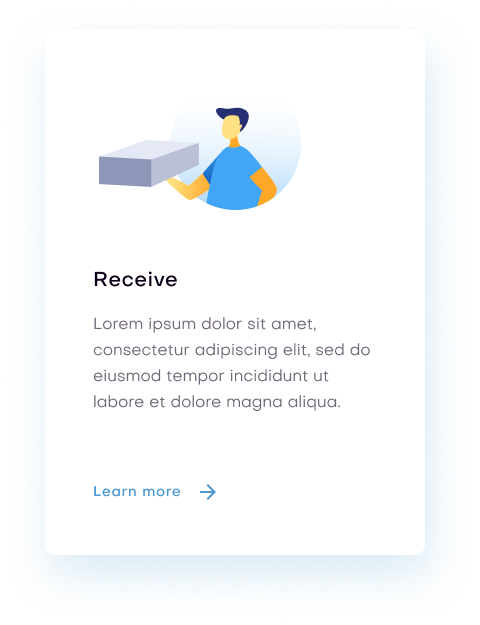 Receive
Lorem ipsum dolor sit amet,
consectetur adipiscing elit, sed do
eiusmod tempor incididunt ut
labore et dolore magna aliqua.
Learn more